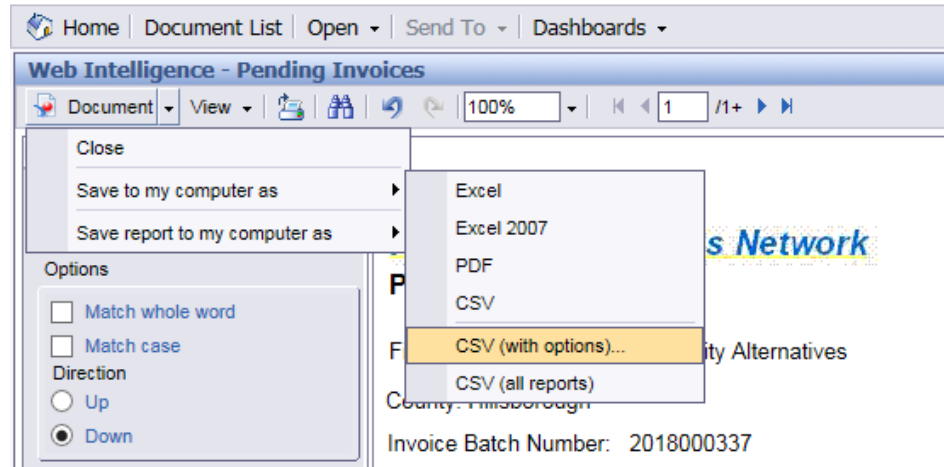 Home Document List Open Send To Dashboards
Web Intelligence - Pending Invoices
Document View 100% 1 /1+
Close
Save to my computer as
Save report to my computer as
Excel
Excel 2007
PDF
CSV
CSV (with options)...
CSV (all reports)
s Network
P
Options
Match whole word
Match case
Direction
Up
Down
F ity Alternatives
County: Hillsborough
Invoice Batch Number: 2018000337